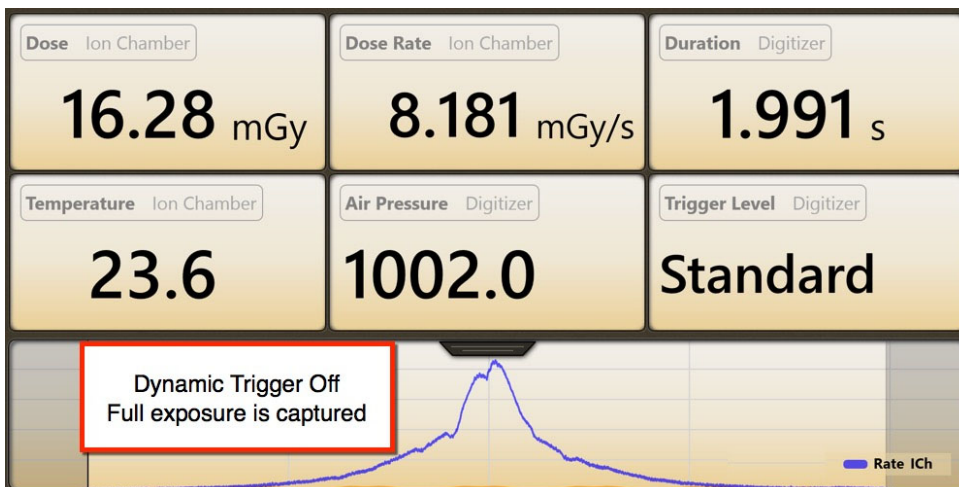 Dose Ion Chamber
16.28 mGy
Dose Rate Ion Chamber
8.181 mGy/s
Duration Digitizer
1.991 s
Temperature Ion Chamber
23.6
Air Pressure Digitizer
1002.0
Trigger Level Digitizer
Standard
Dynamic Trigger Off
Full exposure is captured
Rate ICh